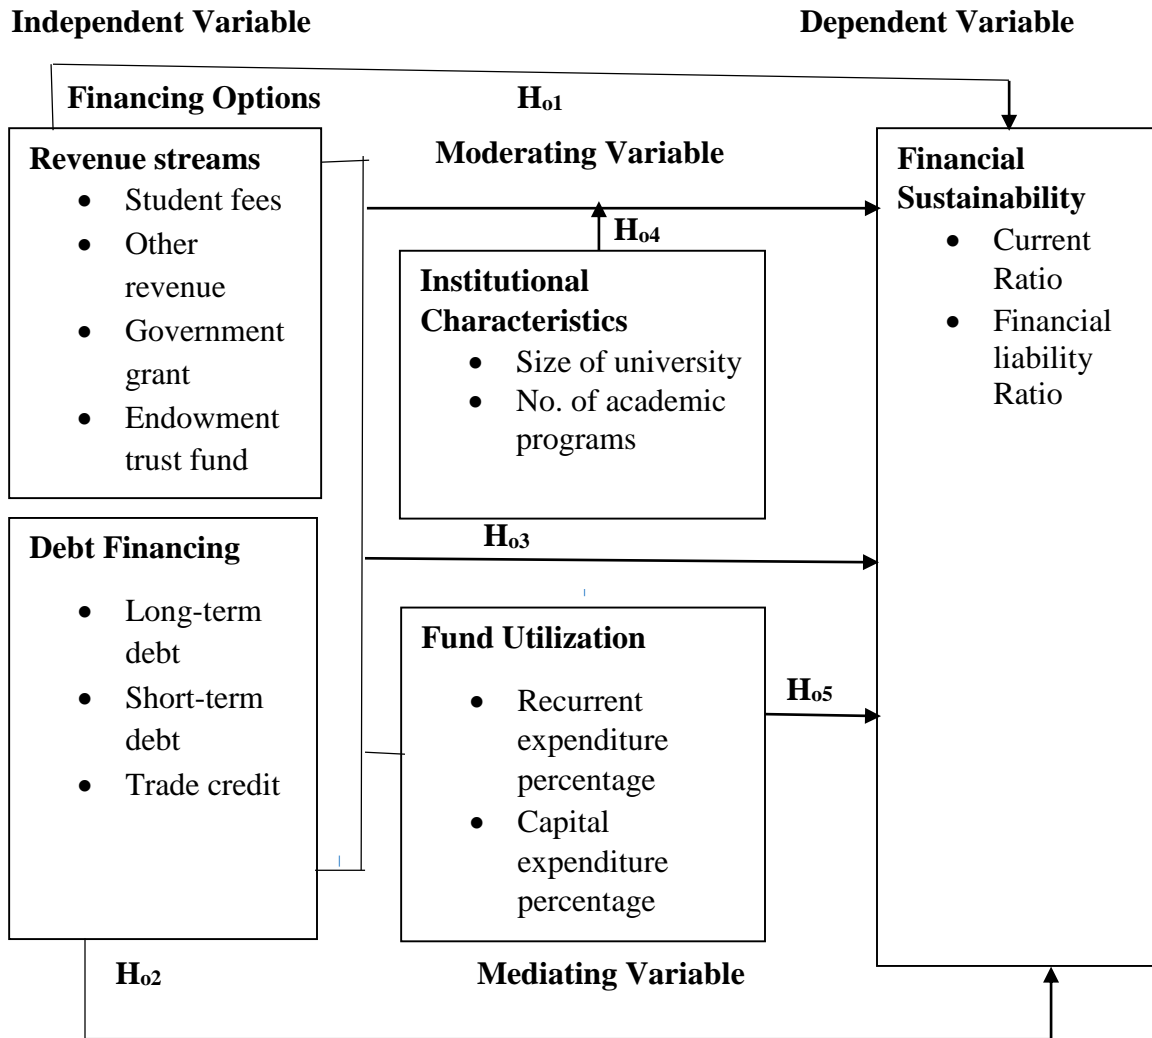 Independent Variable
Dependent Variable
Financing Options
Ho1
Revenue streams
• Student fees
• Other
revenue
• Government
grant
• Endowment
trust fund
Moderating Variable
Ho4
Institutional
Characteristics
• Size of university
• No. of academic
programs
Financial
Sustainability
• Current
Ratio
• Financial
liability
Ratio
Debt Financing
• Long-term
debt
• Short-term
debt
• Trade credit
Ho3
Fund Utilization
• Recurrent
expenditure
percentage
• Capital
expenditure
percentage
Ho5
Ho2
Mediating Variable